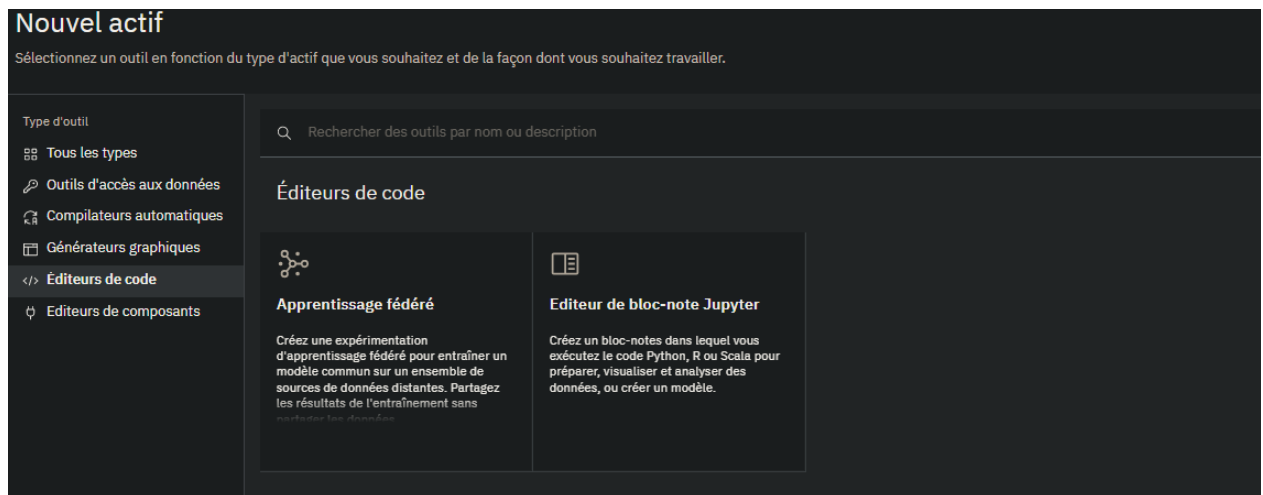 Nouvel actif
Sélectionnez un outil en fonction du type d'actif que vous souhaitez et de la façon dont vous souhaitez travailler.
Type d'outil
Tous les types
Outils d'accès aux données
Compilateurs automatiques
Générateurs graphiques
Éditeurs de code
Editeurs de composants
Rechercher des outils par nom ou description
Éditeurs de code
Apprentissage fédéré
Créez une expérimentation
d'apprentissage fédéré pour entraîner un
modèle commun sur un ensemble de
sources de données distantes. Partagez
les résultats de l'entraînement sans
partager les données
Editeur de bloc-note Jupyter
Créez un bloc-notes dans lequel vous
exécutez le code Python, R ou Scala pour
préparer, visualiser et analyser des
données, ou créer un modèle.